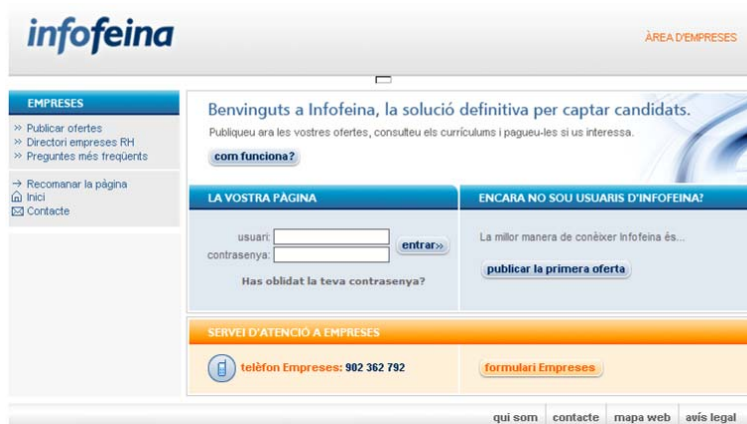 infofeina
ÀREA D'EMPRESES
EMPRESES
» Publicar ofertes
» Directori empreses RH
» Preguntes més freqüents
→ Recomanar la pàgina
Inici
Contacte
Benvinguts a Infofeina, la solució definitiva per captar candidats.
Publiqueu ara les vostres ofertes, consulteu els currículums i pagueu-les si us interessa.
com funciona?
LA VOSTRA PÀGINA
usuari:
contrasenya:
entrar»
Has oblidat la teva contrasenya?
ENCARA NO SOU USUARIS D'INFOFEINA?
La millor manera de conèixer Infofeina és...
publicar la primera oferta
SERVEI D'ATENCIÓ A EMPRESES
telèfon Empreses: 902 362 792
formulari Empreses
qui som contacte mapa web avís legal